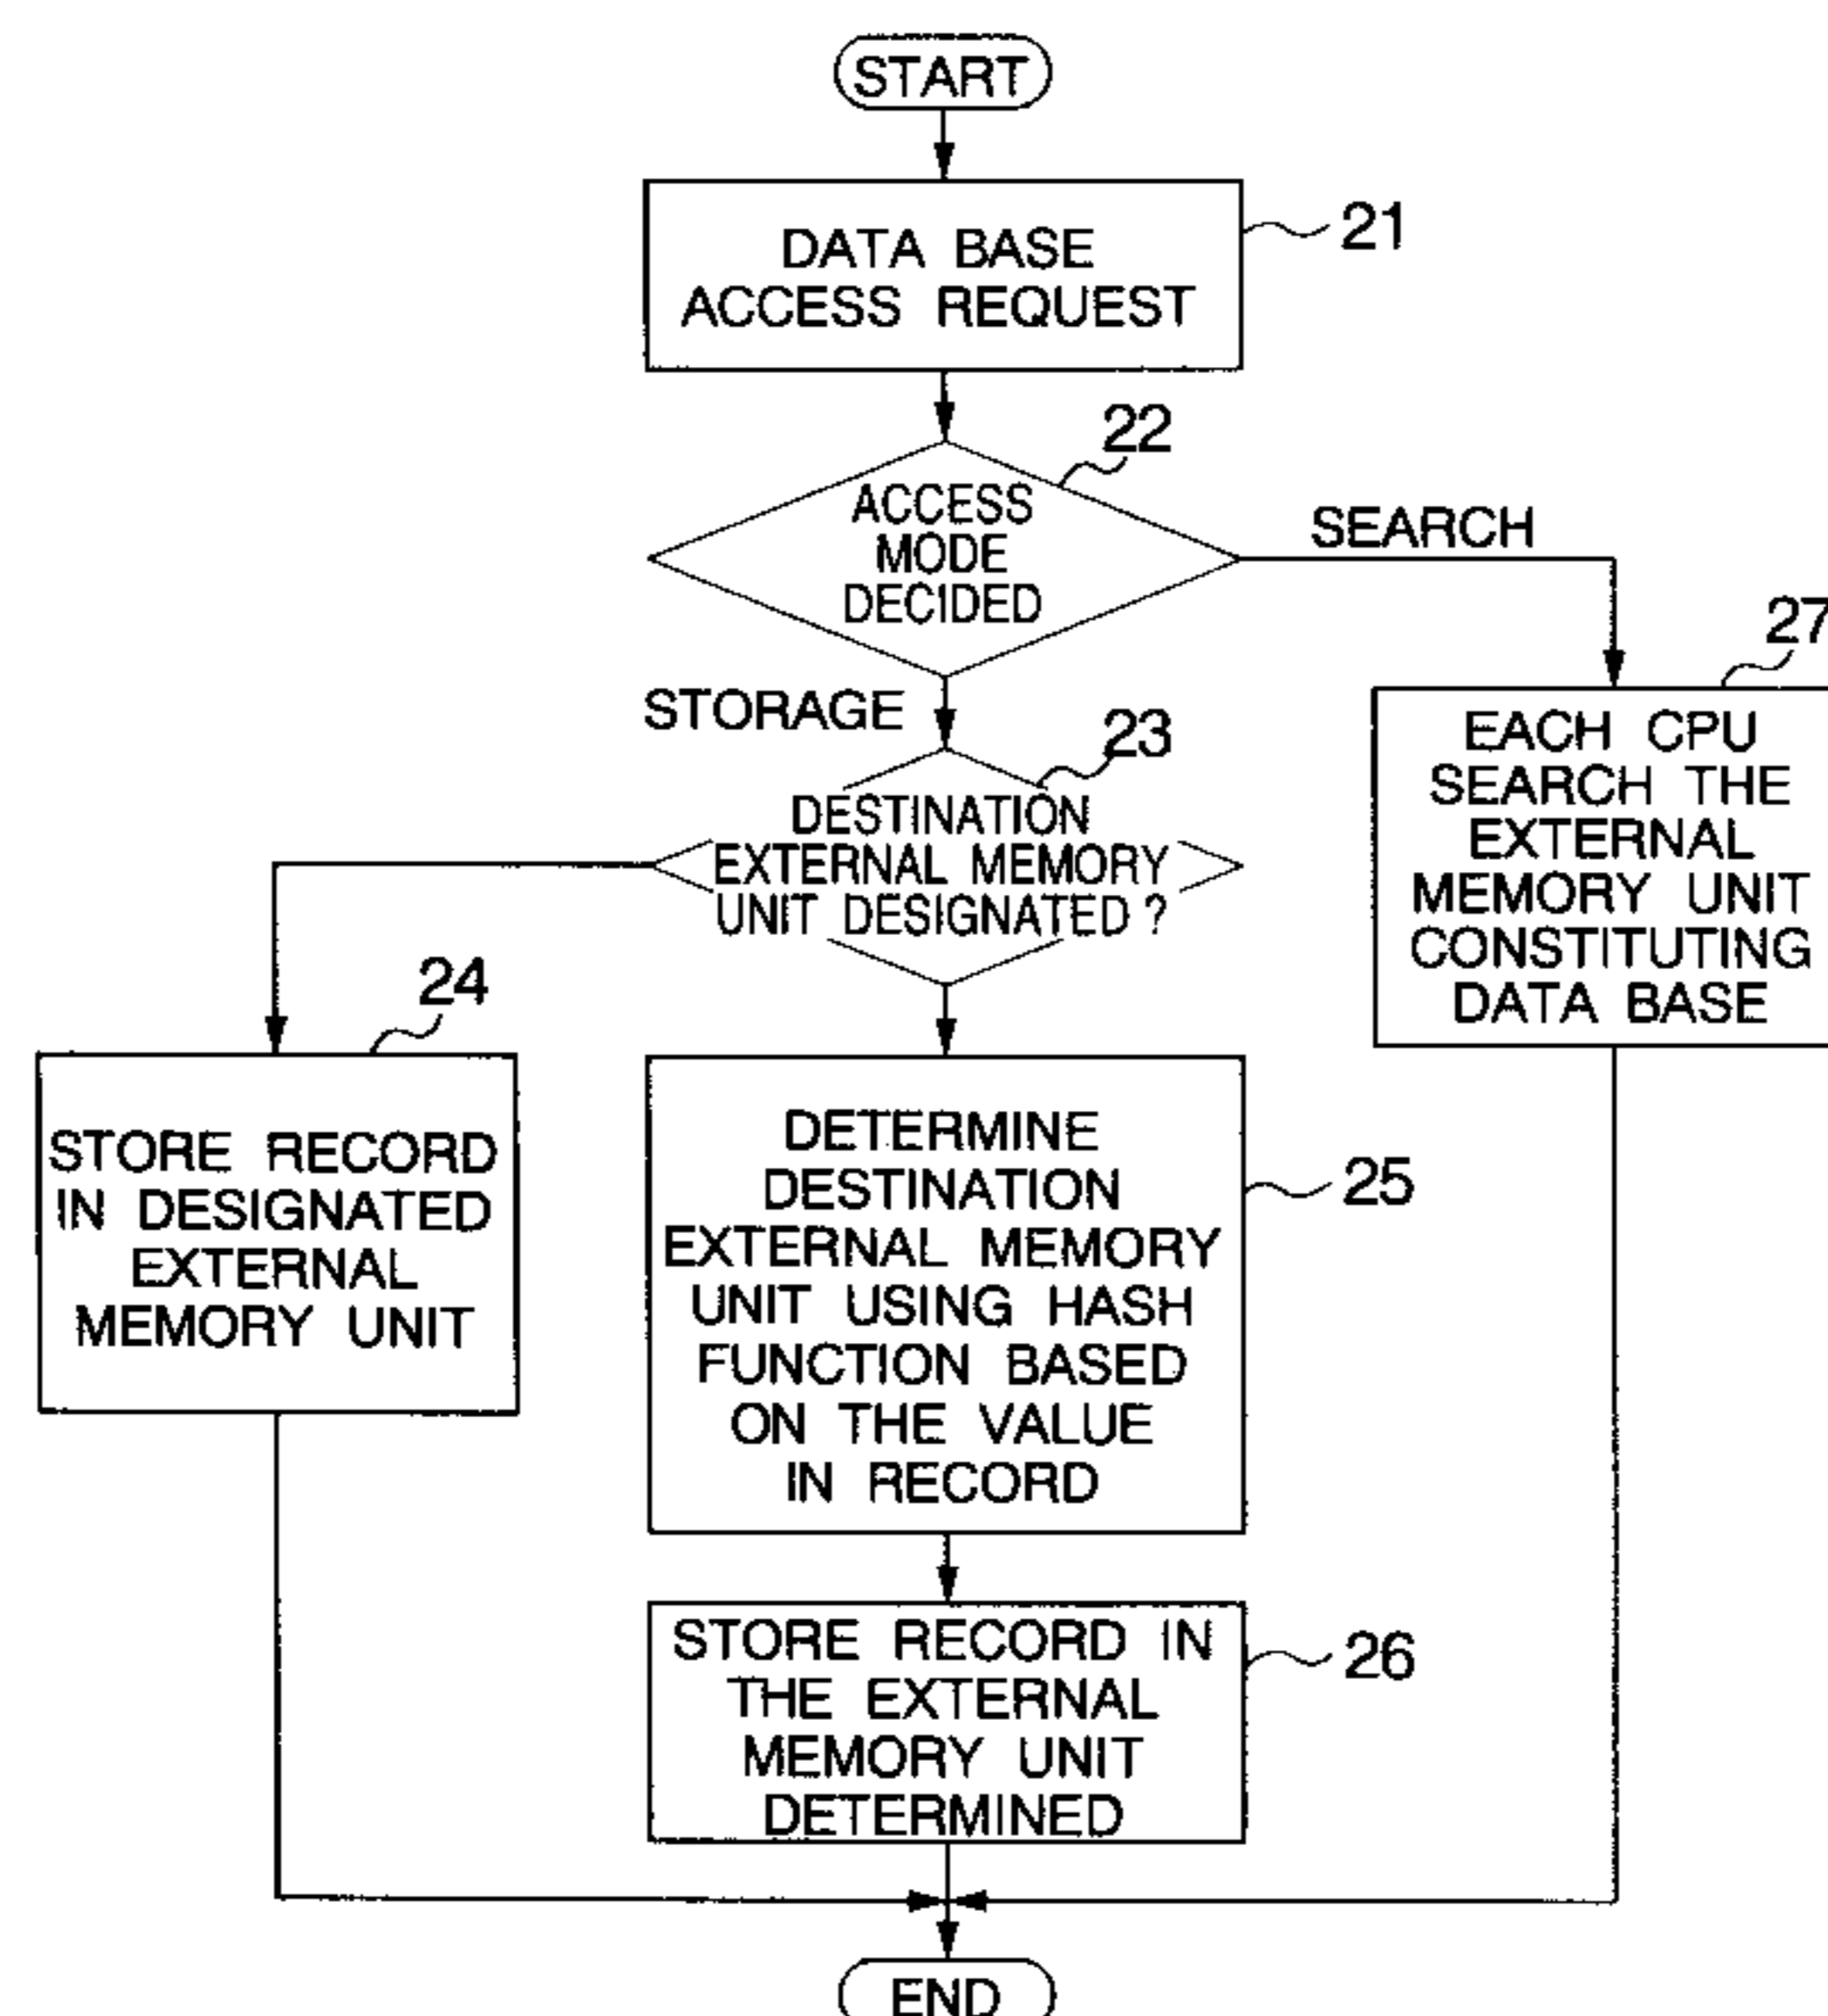 START
DATA BASE
ACCESS REQUEST
21
22
ACCESS
MODE
DECIDED
SEARCH
STORAGE
23
DESTINATION
EXTERNAL MEMORY
UNIT DESIGNATED ?
27
EACH CPU
SEARCH THE
EXTERNAL
MEMORY UNIT
CONSTITUTING
DATA BASE
24
STORE RECORD
IN DESIGNATED
EXTERNAL
MEMORY UNIT
DETERMINE
DESTINATION
EXTERNAL MEMORY
UNIT USING HASH
FUNCTION BASED
ON THE VALUE
IN RECORD
25
STORE RECORD IN
THE EXTERNAL
MEMORY UNIT
DETERMINED
26
END